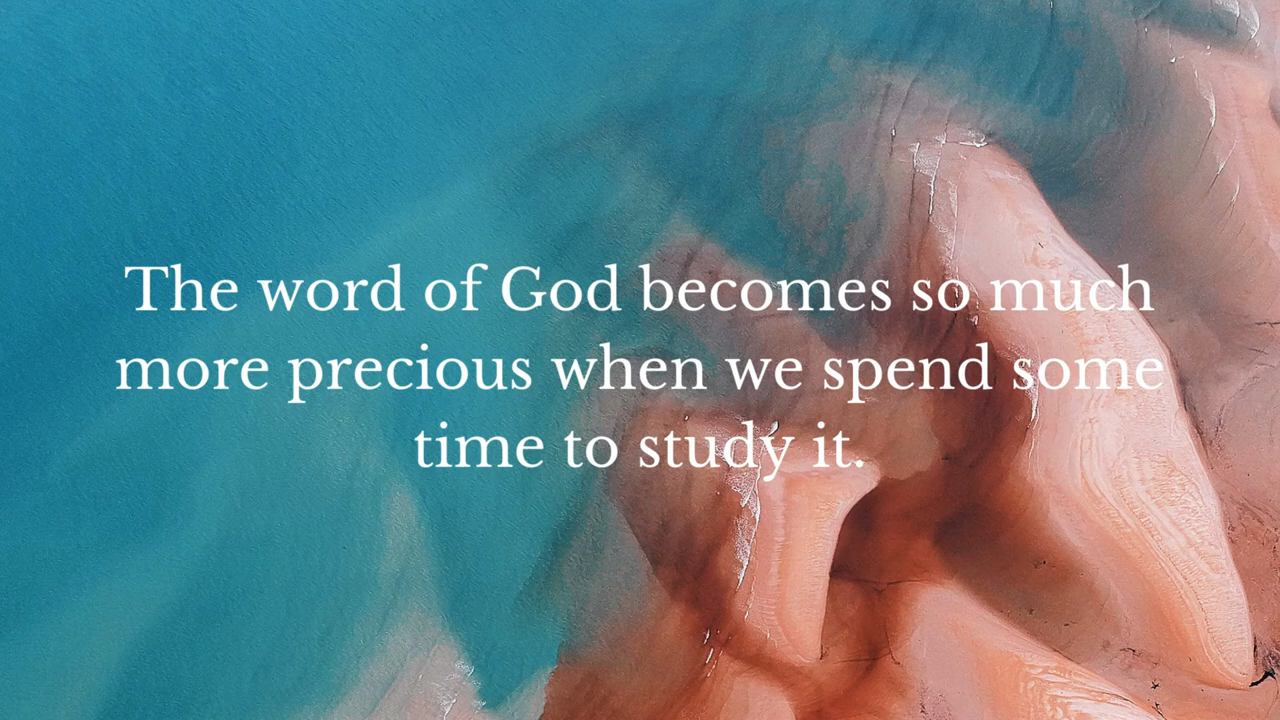 The word of God becomes so much
more precious when we spend some
time to study it.